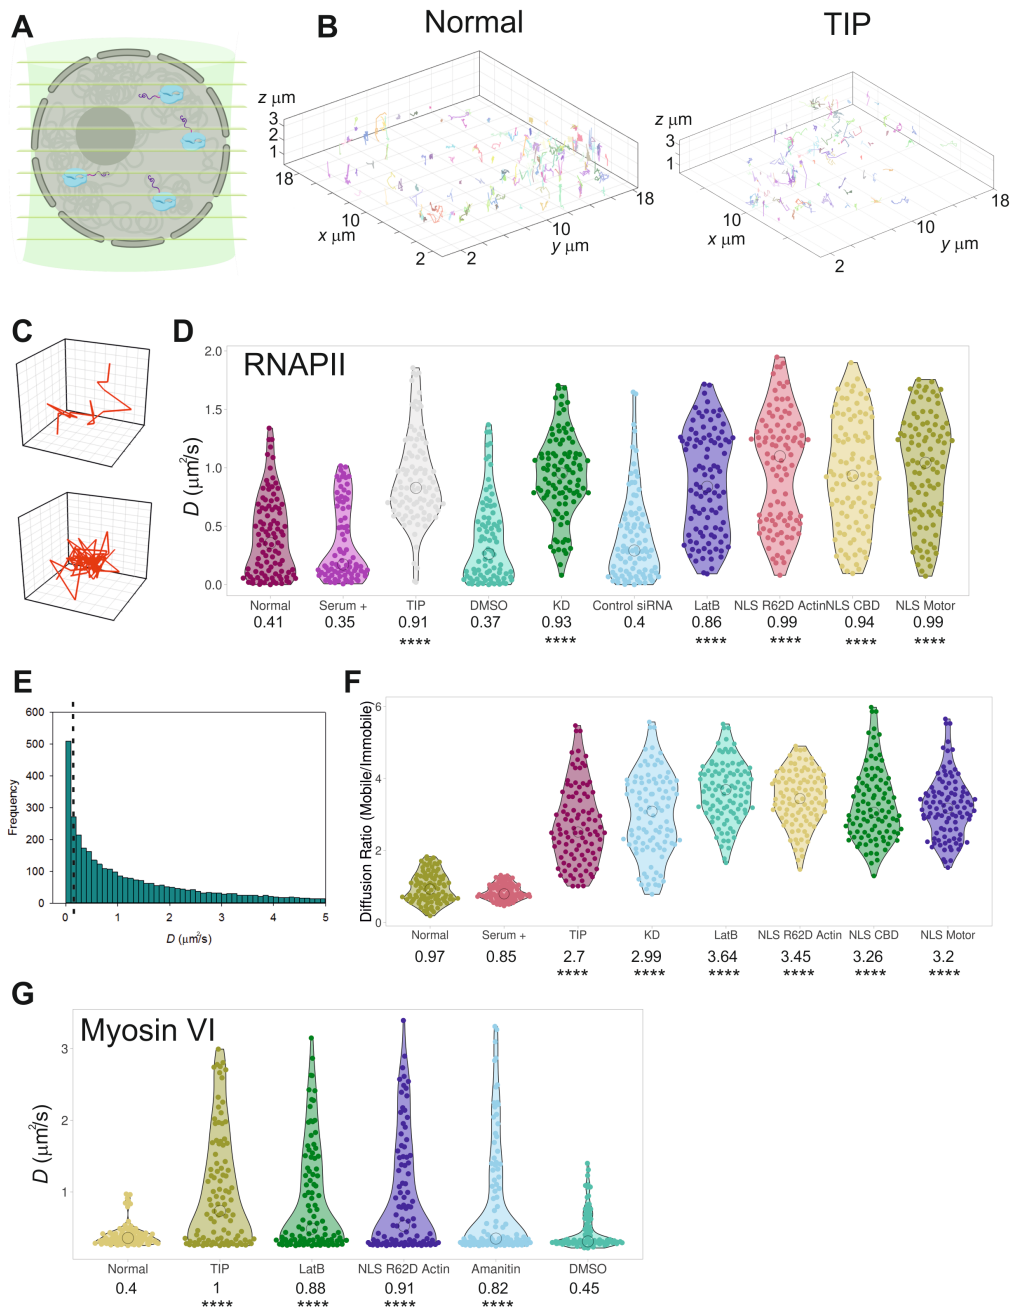 A
B
Normal
TIP
z μm
3
2
1
18
10
x μm
2
2
10
y μm
18
z μm
3
1
10
x μm
2
10
y μm
18
C
D
RNAPII
D (μm²/s)
2.0
1.5
1.0
0.5
0.0
Normal Serum + TIP DMSO KD Control siRNA LatB NLS R62D Actin NLS CBD NLS Motor
0.41 0.35 0.91 0.37 0.93 0.4 0.86 0.99 0.94 0.99
**** **** **** **** **** ****
E
Frequency
600
500
400
300
200
100
0
0 1 2 3 4 5
D (μm²/s)
F
Diffusion Ratio (Mobile/Immobile)
6
4
2
0
Normal Serum + TIP KD LatB NLS R62D Actin NLS CBD NLS Motor
0.97 0.85 2.7 2.99 3.64 3.45 3.26 3.2
**** **** **** **** **** ****
G
Myosin VI
D (μm²/s)
3
2
1
Normal TIP LatB NLS R62D Actin Amanitin DMSO
0.4 1 0.88 0.91 0.82 0.45
**** **** **** ****